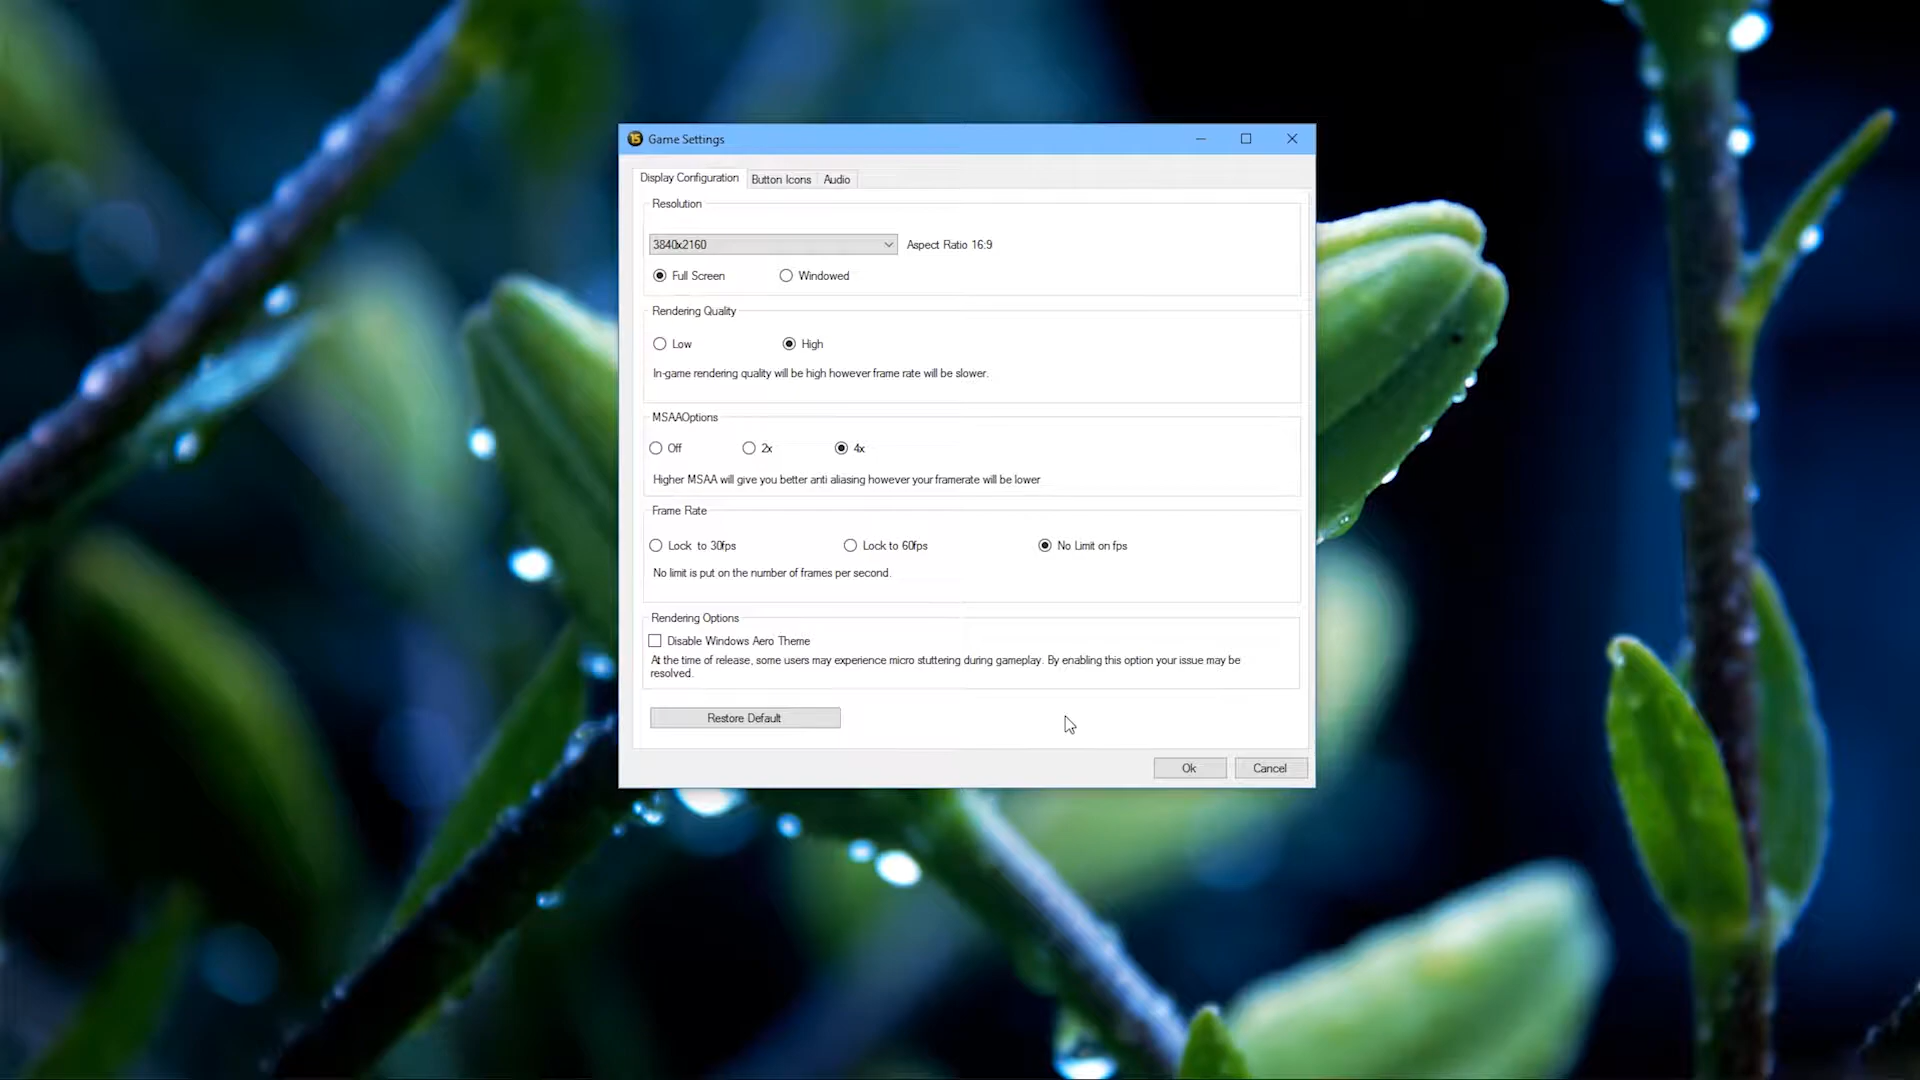 15 Game Settings
Display Configuration Button Icons Audio
Resolution
3840x2160 Aspect Ratio 16:9
Full Screen Windowed
Rendering Quality
Low High
In-game rendering quality will be high however frame rate will be slower.
MSAAOptions
Off 2x 4x
Higher MSAA will give you better anti aliasing however your framerate will be lower
Frame Rate
Lock to 30fps Lock to 60fps No Limit on fps
No limit is put on the number of frames per second.
Rendering Options
Disable Windows Aero Theme
At the time of release, some users may experience micro stuttering during gameplay. By enabling this option your issue may be
resolved.
Restore Default
Ok Cancel